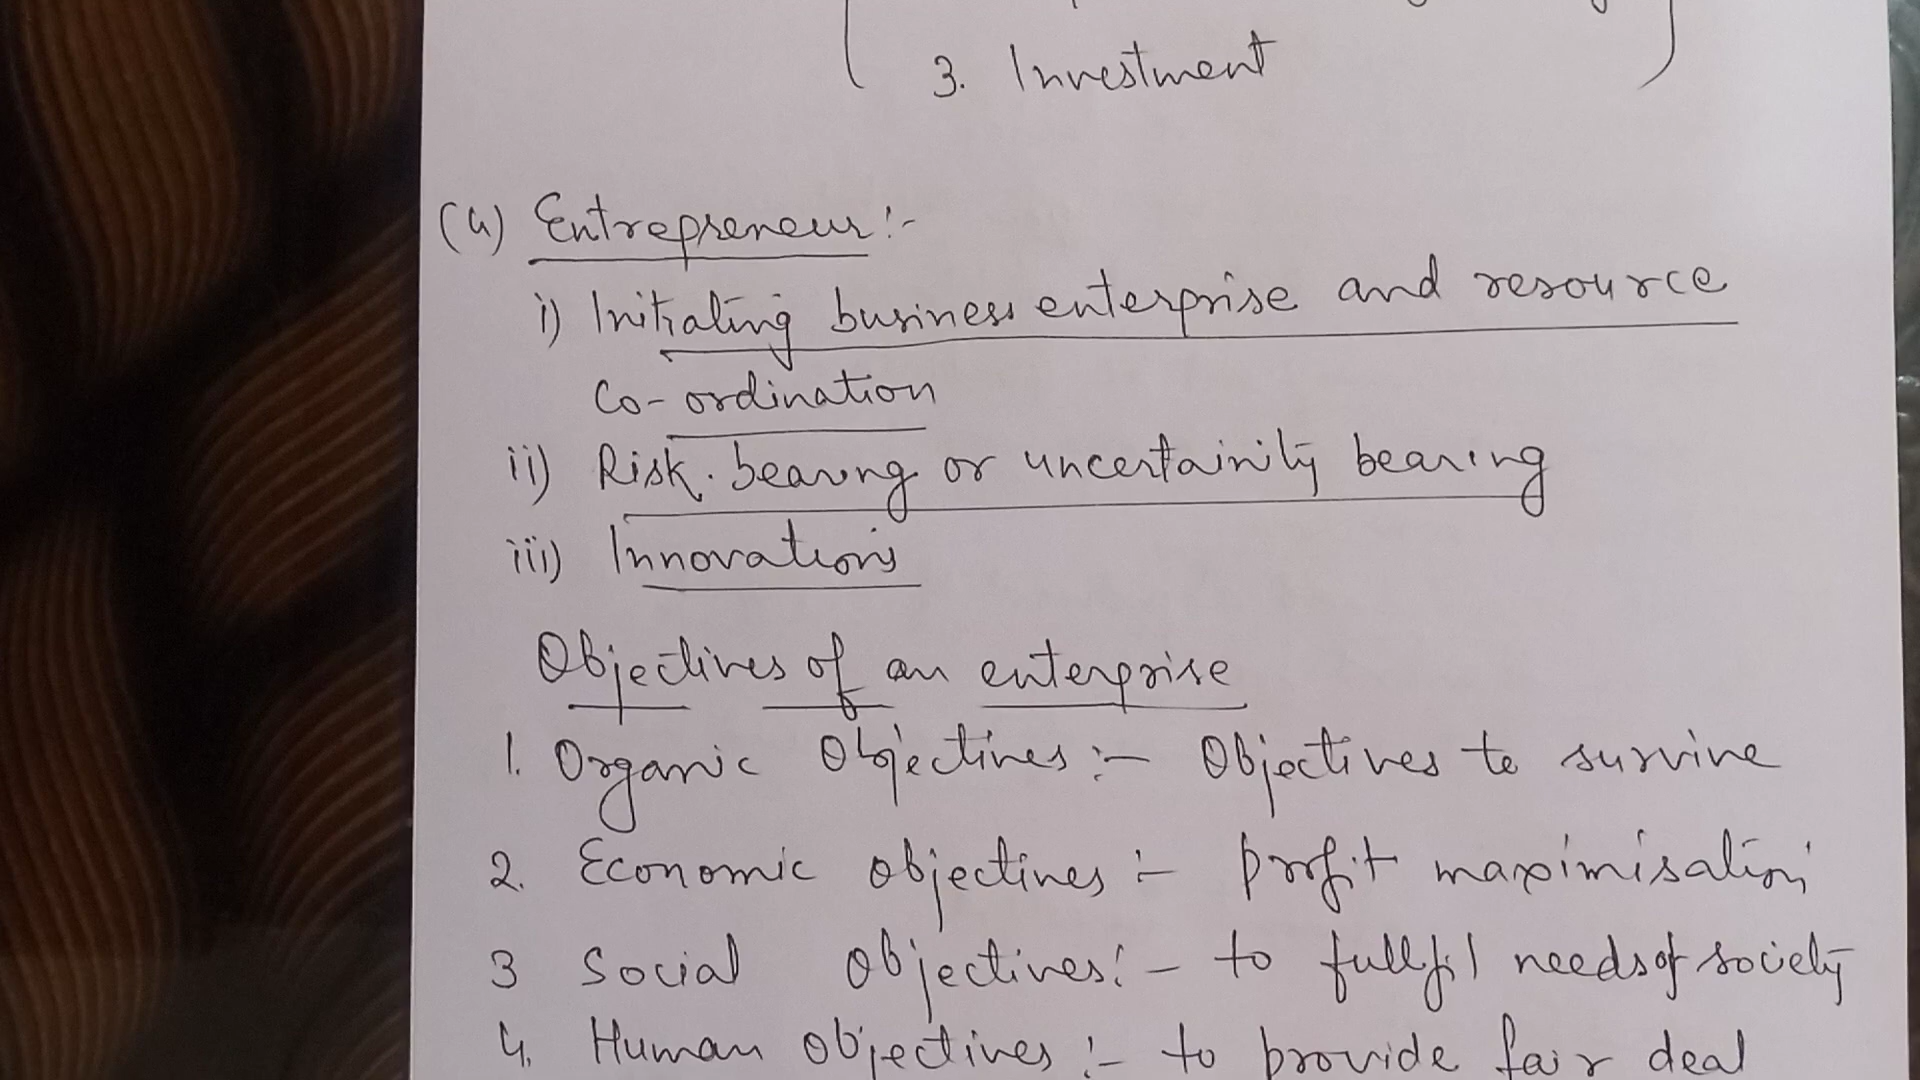 3. Investment
(4) Entrepreneur:-
i) Initiating business enterprise and resource
Co-ordination
ii) Risk-bearing or uncertainity bearing
iii) Innovations
Objectives of an enterprise
1. Organic Objectives:- Objectives to survive
2. Economic objectives:- profit maximisation
3 Social objectives:- to fullfil needs of society
4. Human objectives:- to provide fair deal